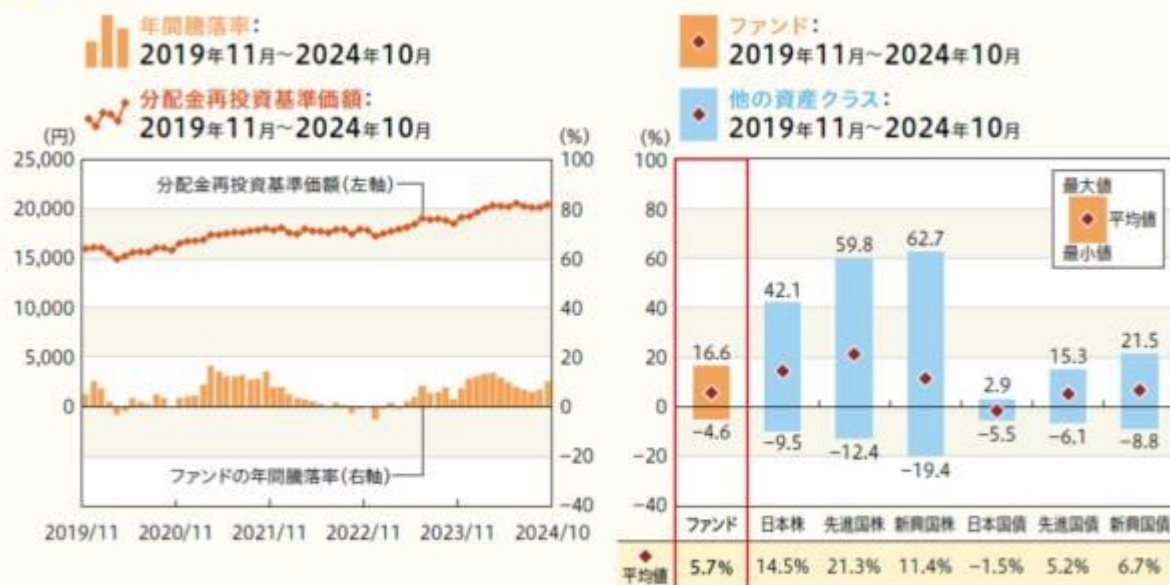 年間騰落率:
2019年11月~2024年10月
分配金再投資基準価額:
2019年11月~2024年10月
(円)
(%)
25,000
20,000
15,000
10,000
5,000
0
100
80
60
40
20
0
−20
−40
分配金再投資基準価額(左軸)
ファンドの年間騰落率(右軸)
2019/11 2020/11 2021/11 2022/11 2023/11 2024/10
ファンド:
2019年11月~2024年10月
他の資産クラス:
2019年11月~2024年10月
(%)
100
80
60
40
20
0
−20
−40
最大値
平均値
最小値
16.6 42.1 59.8 62.7 2.9 15.3 21.5
−4.6 −9.5 −12.4 −19.4 −5.5 −6.1 −8.8
ファンド 日本株 先進国株 新興国株 日本国債 先進国債 新興国債
平均値 5.7% 14.5% 21.3% 11.4% −1.5% 5.2% 6.7%